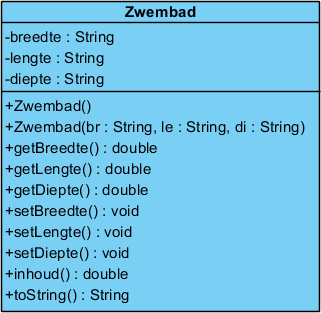 Zwembad
-breedte : String
-lengte : String
-diepte : String
+Zwembad()
+Zwembad(br : String, le : String, di : String)
+getBreedte() : double
+getLengte() : double
+getDiepte() : double
+setBreedte() : void
+setLengte() : void
+setDiepte() : void
+inhoud() : double
+toString() : String